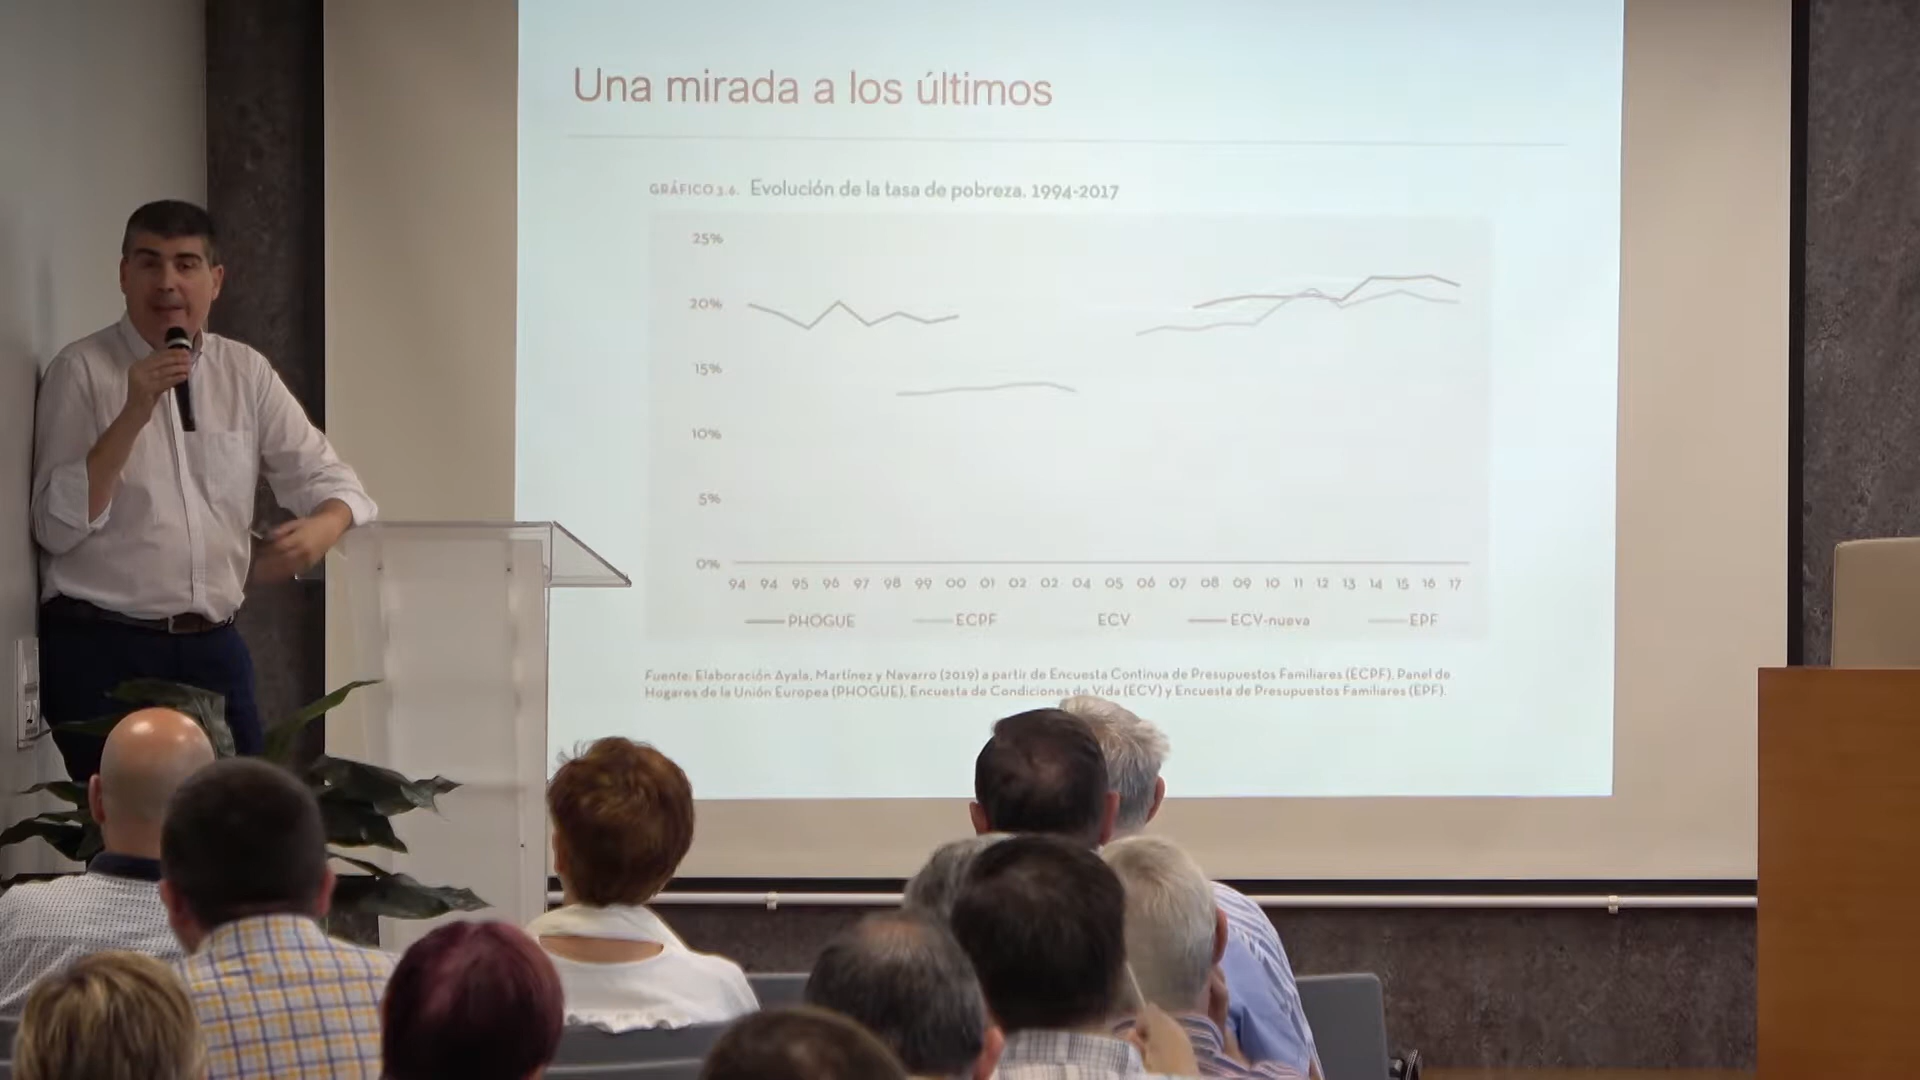 Una mirada a los últimos
GRÁFICO 3.6. Evolución de la tasa de pobreza. 1994-2017
25%
20%
15%
10%
5%
0%
94 94 95 96 97 98 99 00 01 02 02 04 05 06 07 08 09 10 11 12 13 14 15 16 17
PHOGUE ECPF ECV ECV-nueva EPF
Fuente: Elaboración Ayala, Martínez y Navarro (2019) a partir de Encuesta Continua de Presupuestos Familiares (ECPF), Panel de
Hogares de la Unión Europea (PHOGUE), Encuesta de Condiciones de Vida (ECV) y Encuesta de Presupuestos Familiares (EPF).